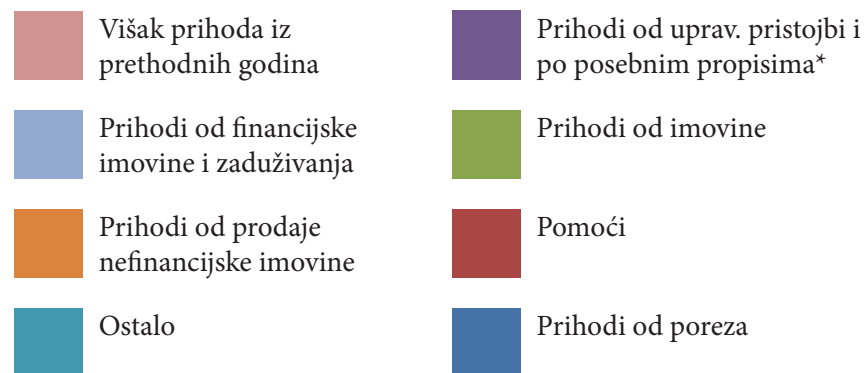 Višak prihoda iz
prethodnih godina
Prihodi od financijske
imovine i zaduživanja
Prihodi od prodaje
nefinancijske imovine
Ostalo
Prihodi od uprav. pristojbi i
po posebnim propisima*
Prihodi od imovine
Pomoći
Prihodi od poreza